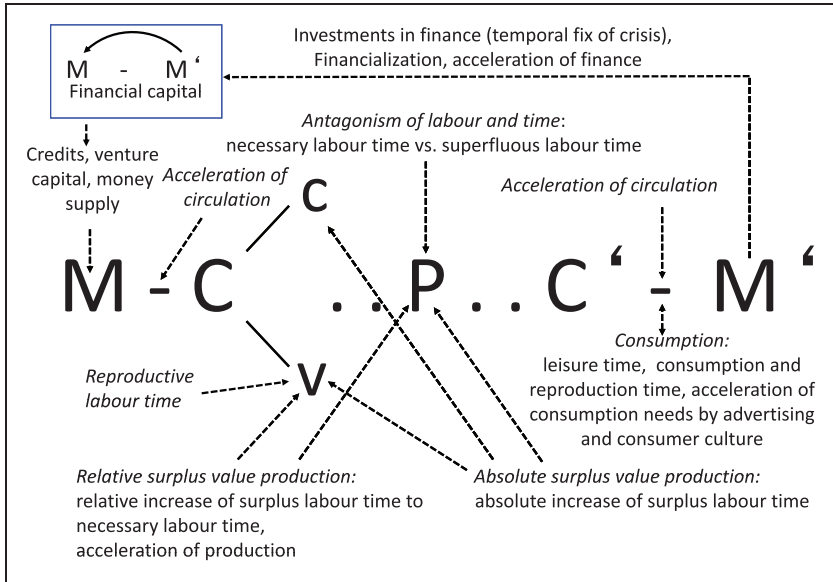 Investments in finance (temporal fix of crisis),
Financialization, acceleration of finance
M - M‘
Financial capital
Antagonism of labour and time:
necessary labour time vs. superfluous labour time
Credits, venture
capital, money
supply
Acceleration of
circulation
Acceleration of circulation
c
M - C . . P . . C‘ - M‘
v
Reproductive
labour time
Consumption:
leisure time, consumption and
reproduction time, acceleration of
consumption needs by advertising
and consumer culture
Relative surplus value production:
relative increase of surplus labour time to
necessary labour time,
acceleration of production
Absolute surplus value production:
absolute increase of surplus labour time